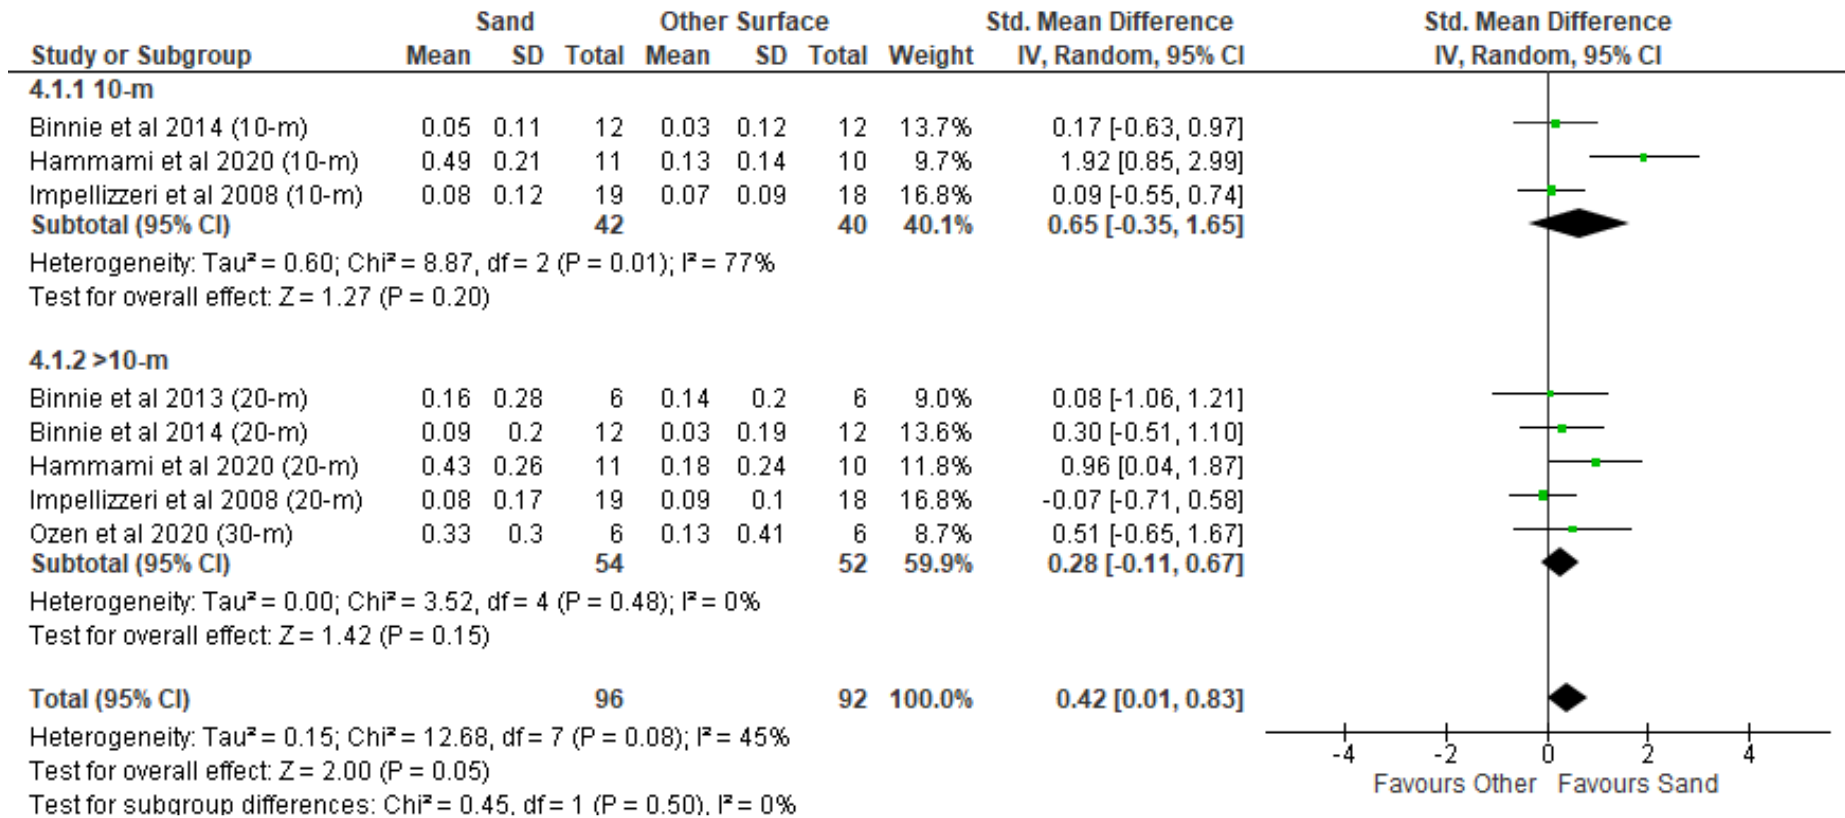 Sand Other Surface Std. Mean Difference Std. Mean Difference
Study or Subgroup Mean SD Total Mean SD Total Weight IV, Random, 95% CI IV, Random, 95% CI
4.1.1 10-m
Binnie et al 2014 (10-m) 0.05 0.11 12 0.03 0.12 12 13.7% 0.17 [-0.63, 0.97]
Hammami et al 2020 (10-m) 0.49 0.21 11 0.13 0.14 10 9.7% 1.92 [0.85, 2.99]
Impellizzeri et al 2008 (10-m) 0.08 0.12 19 0.07 0.09 18 16.8% 0.09 [-0.55, 0.74]
Subtotal (95% CI) 42 40 40.1% 0.65 [-0.35, 1.65]
Heterogeneity: Tau² = 0.60; Chi² = 8.87, df = 2 (P = 0.01); I² = 77%
Test for overall effect: Z = 1.27 (P = 0.20)
4.1.2 >10-m
Binnie et al 2013 (20-m) 0.16 0.28 6 0.14 0.2 6 9.0% 0.08 [-1.06, 1.21]
Binnie et al 2014 (20-m) 0.09 0.2 12 0.03 0.19 12 13.6% 0.30 [-0.51, 1.10]
Hammami et al 2020 (20-m) 0.43 0.26 11 0.18 0.24 10 11.8% 0.96 [0.04, 1.87]
Impellizzeri et al 2008 (20-m) 0.08 0.17 19 0.09 0.1 18 16.8% -0.07 [-0.71, 0.58]
Ozen et al 2020 (30-m) 0.33 0.3 6 0.13 0.41 6 8.7% 0.51 [-0.65, 1.67]
Subtotal (95% CI) 54 52 59.9% 0.28 [-0.11, 0.67]
Heterogeneity: Tau² = 0.00; Chi² = 3.52, df = 4 (P = 0.48); I² = 0%
Test for overall effect: Z = 1.42 (P = 0.15)
Total (95% CI) 96 92 100.0% 0.42 [0.01, 0.83]
Heterogeneity: Tau² = 0.15; Chi² = 12.68, df = 7 (P = 0.08); I² = 45%
Test for overall effect: Z = 2.00 (P = 0.05)
Test for subgroup differences: Chi² = 0.45, df = 1 (P = 0.50), I² = 0%
-4 -2 0 2 4
Favours Other Favours Sand